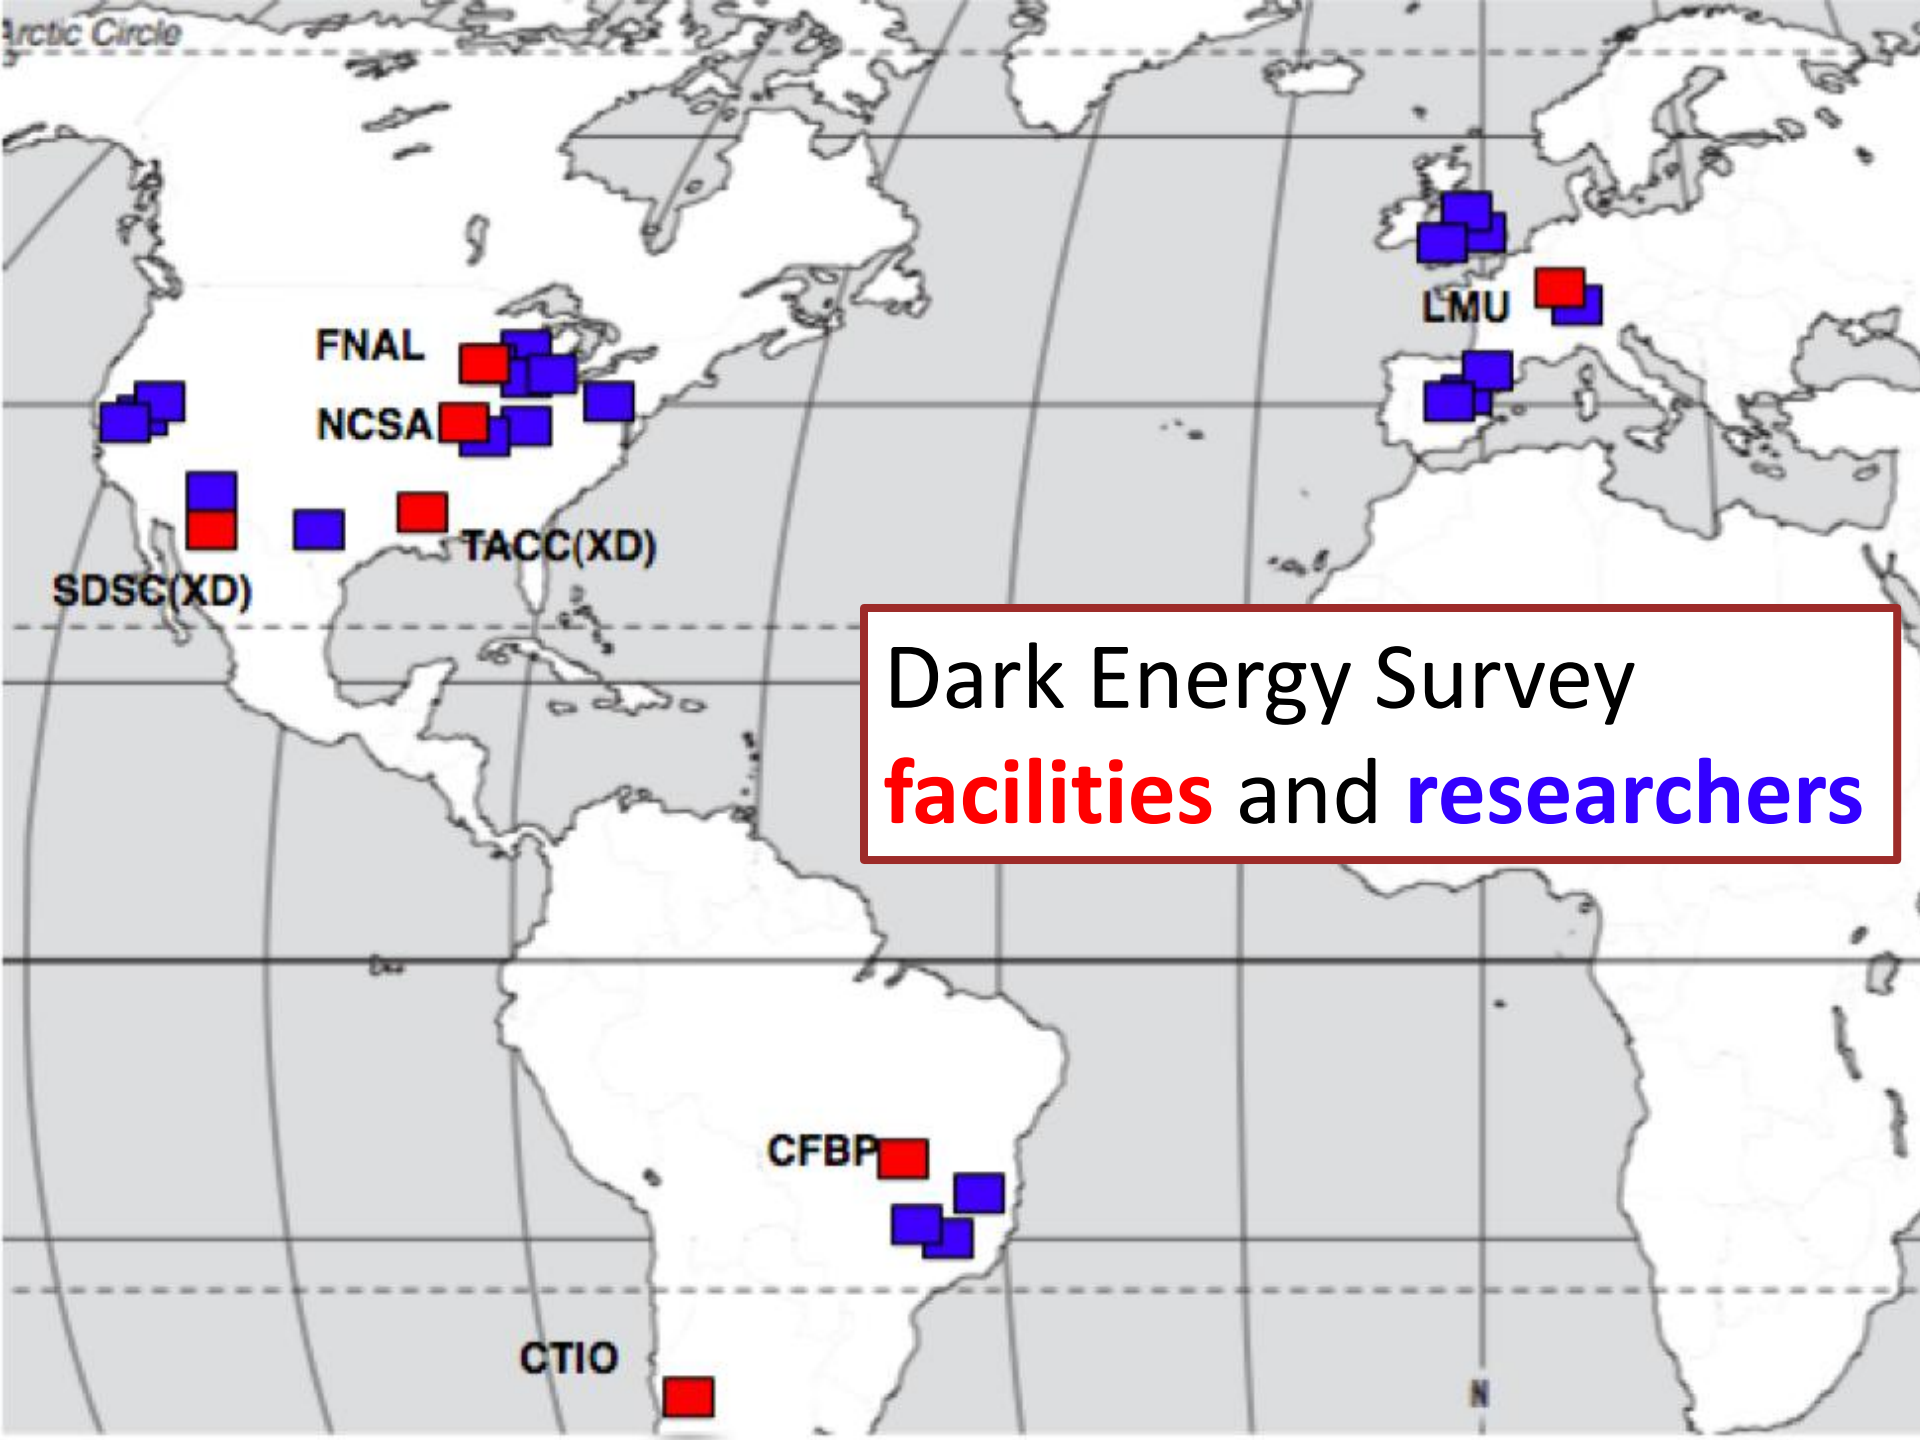 Arctic Circle
LMU
FNAL
NCSA
TACC(XD)
SDSC(XD)
Dark Energy Survey
facilities and researchers
CFBP
CTIO
N